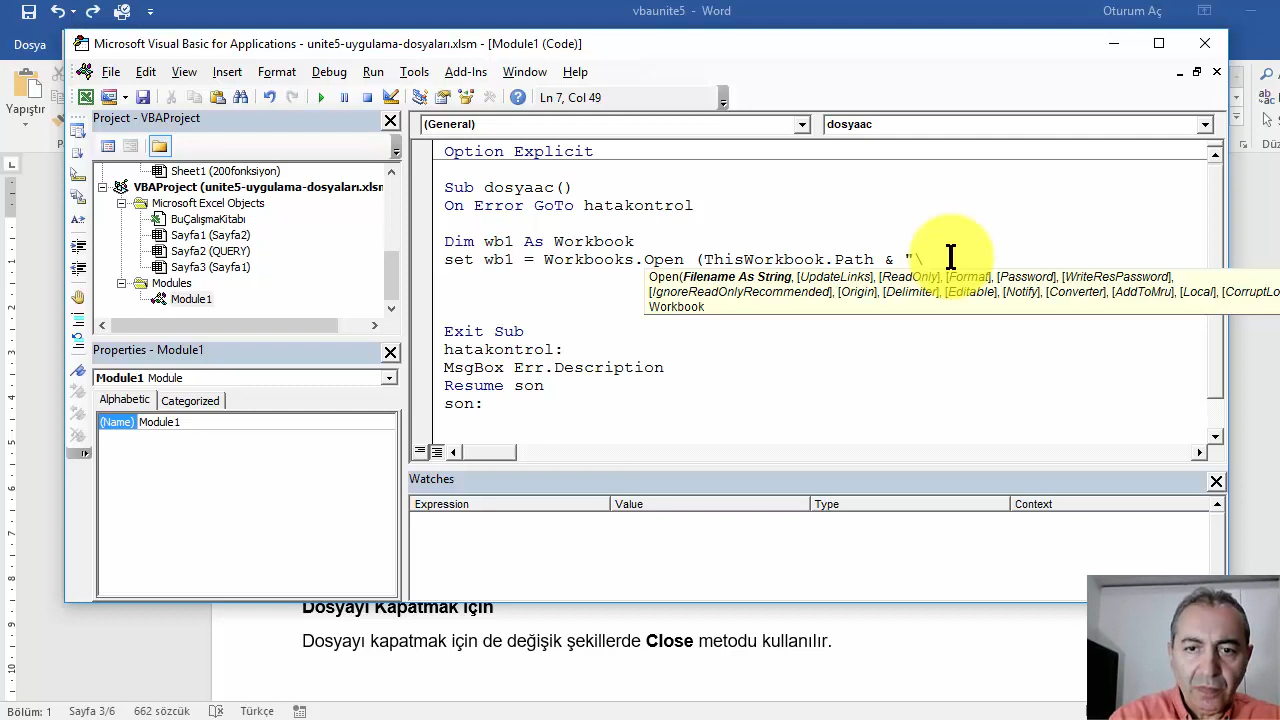 vbaunite5 - Word
Oturum Aç
Dosya
Yapıştır
Microsoft Visual Basic for Applications - unite5-uygulama-dosyaları.xlsm - [Module1 (Code)]
File Edit View Insert Format Debug Run Tools Add-Ins Window Help
Ln 7, Col 49
Project - VBAProject
Sheet1 (200fonksiyon)
VBAProject (unite5-uygulama-dosyaları.xlsm
Microsoft Excel Objects
BuÇalışmaKitabı
Sayfa1 (Sayfa2)
Sayfa2 (QUERY)
Sayfa3 (Sayfa1)
Modules
Module1
Properties - Module1
Module1 Module
Alphabetic Categorized
(Name) Module1
(General) dosyaac
Option Explicit
Sub dosyaac()
On Error GoTo hatakontrol
Dim wb1 As Workbook
set wb1 = Workbooks.Open (ThisWorkbook.Path & "\
Open(Filename As String, [UpdateLinks], [ReadOnly], [Format], [Password], [WriteResPassword],
[IgnoreReadOnlyRecommended], [Origin], [Delimiter], [Editable], [Notify], [Converter], [AddToMru], [Local], [CorruptLo
Workbook
Exit Sub
hatakontrol:
MsgBox Err.Description
Resume son
son:
Watches
Expression Value Type Context
Dosyayı Kapatmak İçin
Dosyayı kapatmak için de değişik şekillerde Close metodu kullanılır.
Bölüm: 1 Sayfa 3/6 662 sözcük Türkçe